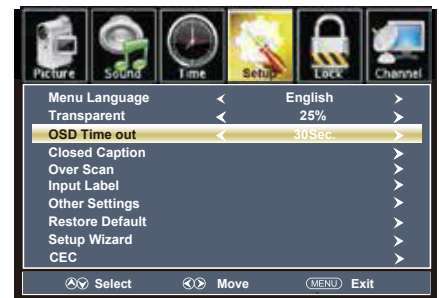 Picture Sound Time Setup Lock Channel
Menu Language English
Transparent 25%
OSD Time out 30Sec.
Closed Caption
Over Scan
Input Label
Other Settings
Restore Default
Setup Wizard
CEC
Select Move MENU Exit